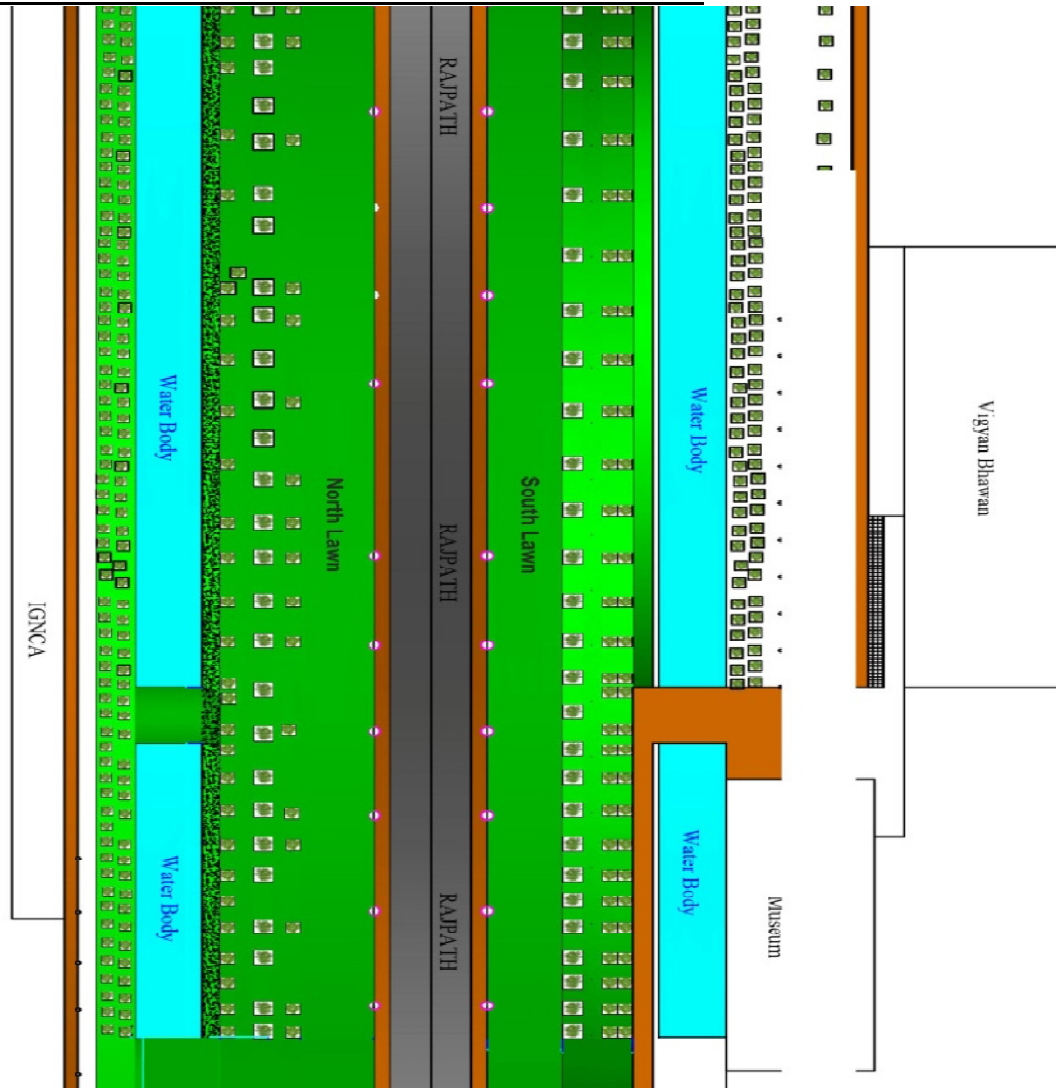 RAJPATH
Water Body
Water Body
Vigyan Bhawan
North Lawn
South Lawn
RAJPATH
IGNCA
Water Body
Water Body
RAJPATH
Museum